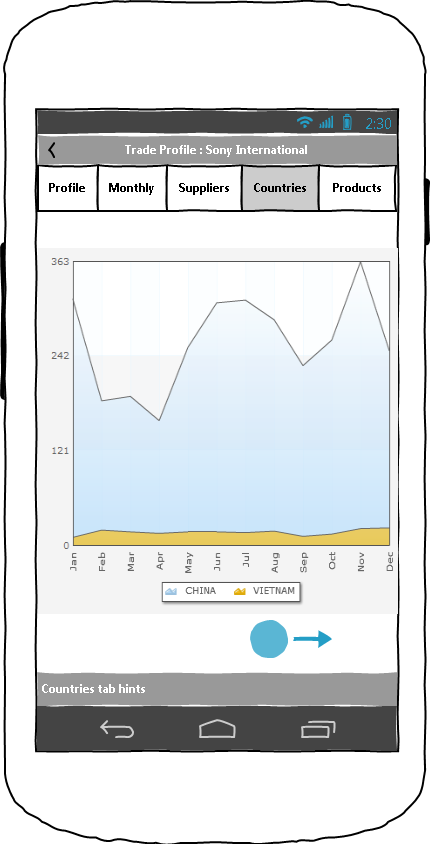 2:30
Trade Profile : Sony International
Profile Monthly Suppliers Countries Products
363
242
121
0
Jan Feb Mar Apr May Jun Jul Aug Sep Oct Nov Dec
CHINA VIETNAM
Countries tab hints